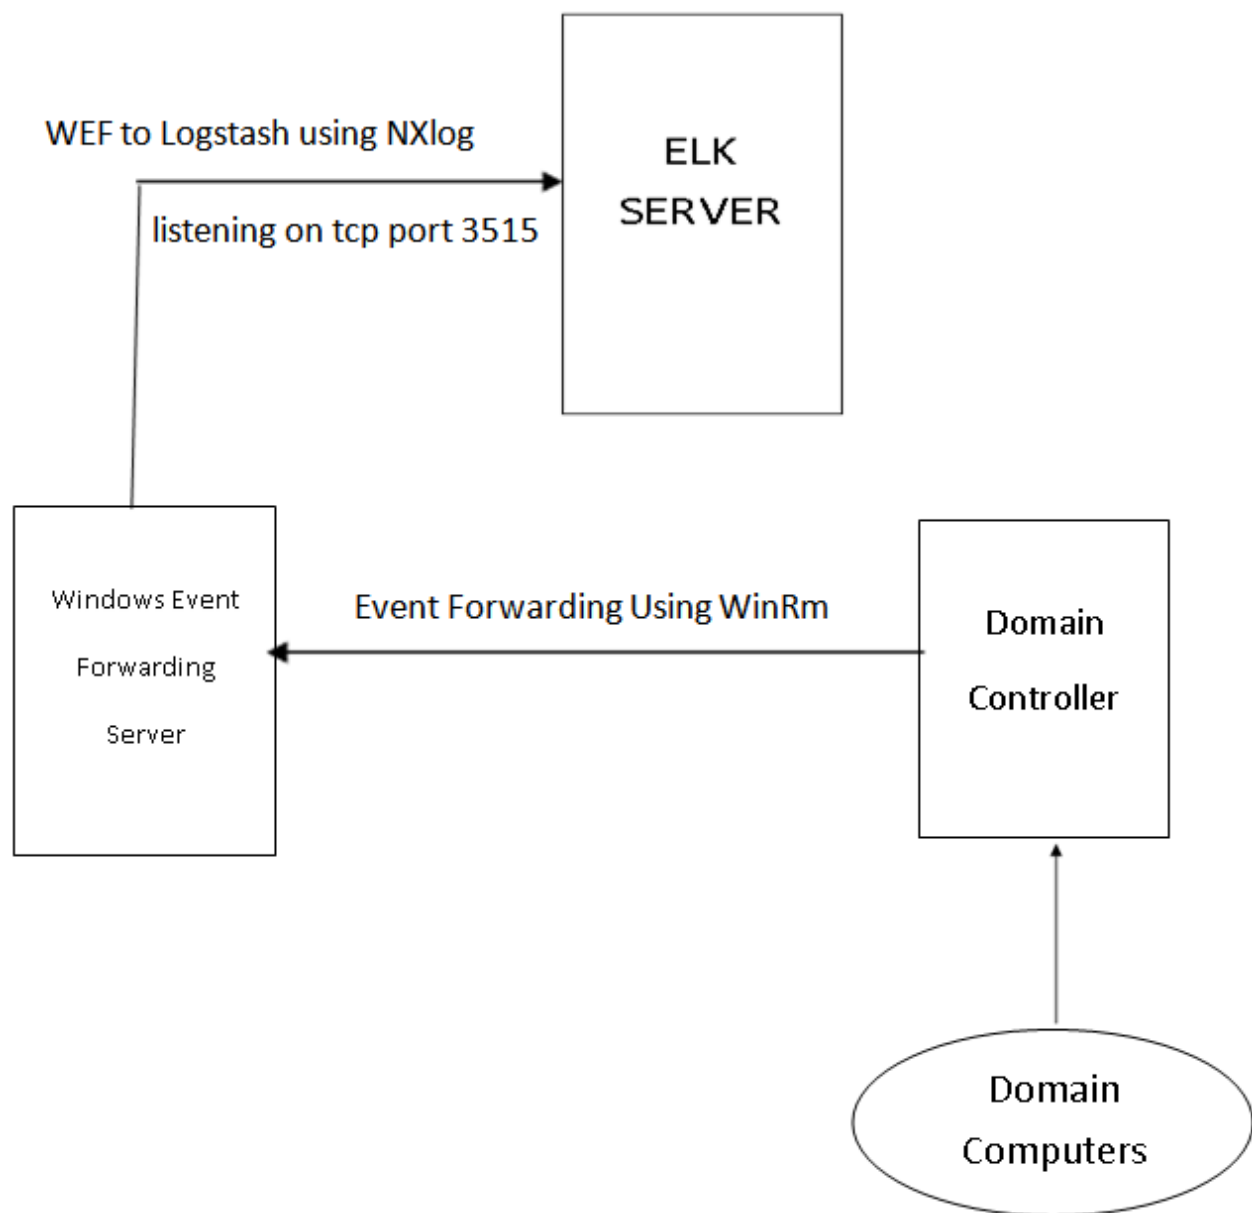 WEF to Logstash using NXlog
listening on tcp port 3515
ELK
SERVER
Windows Event
Forwarding
Server
Event Forwarding Using WinRm
Domain
Controller
Domain
Computers